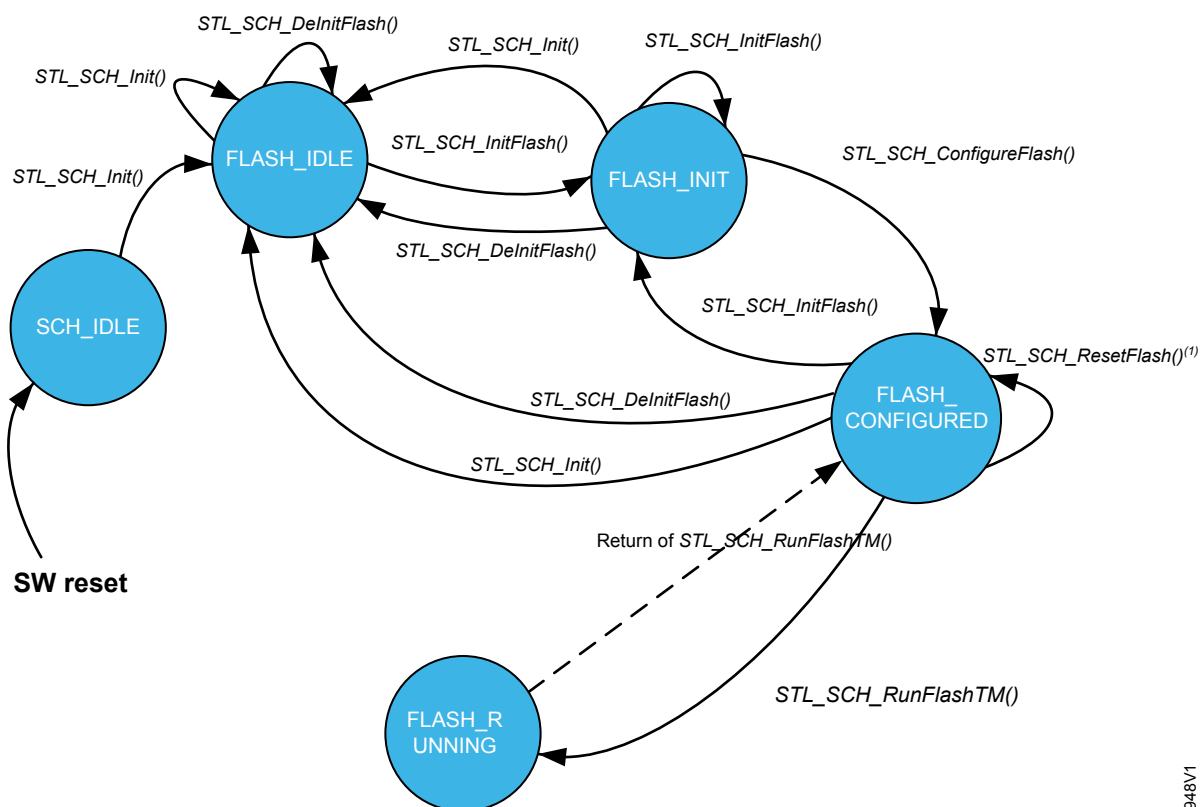 STL_SCH_DeInitFlash()
STL_SCH_Init()
STL_SCH_InitFlash()
STL_SCH_Init()
STL_SCH_InitFlash()
STL_SCH_ConfigureFlash()
FLASH_IDLE
FLASH_INIT
STL_SCH_Init()
STL_SCH_DeInitFlash()
STL_SCH_InitFlash()
SCH_IDLE
STL_SCH_ResetFlash()(1)
FLASH_
CONFIGURED
STL_SCH_DeInitFlash()
STL_SCH_Init()
Return of STL_SCH_RunFlashTM()
SW reset
STL_SCH_RunFlashTM()
FLASH_R
UNNING
948V1